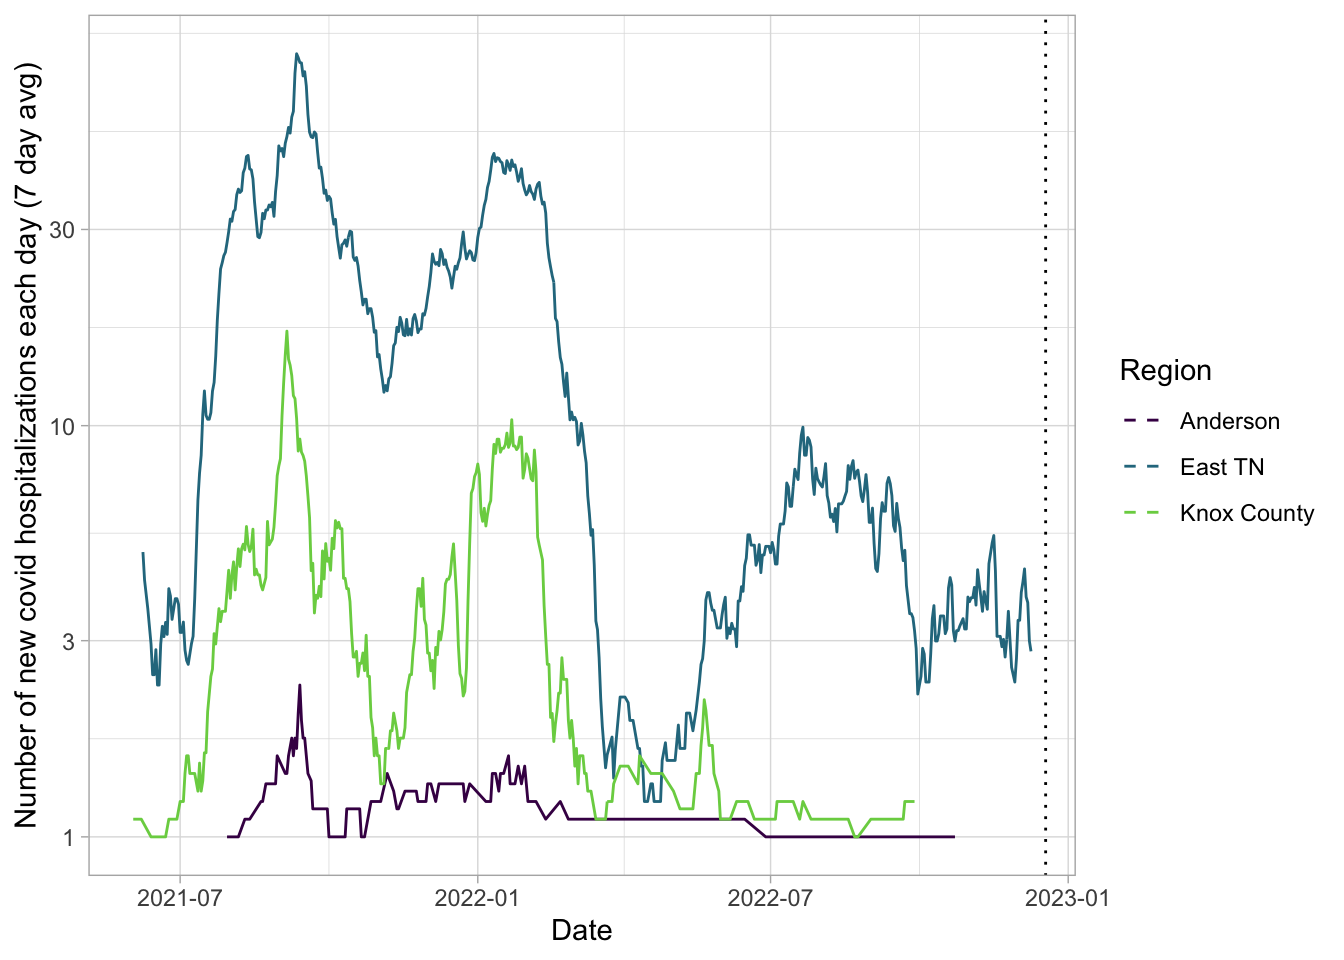 Number of new covid hospitalizations each day (7 day avg)
30
10
3
1
2021-07
2022-01
2022-07
2023-01
Date
Region
Anderson
East TN
Knox County